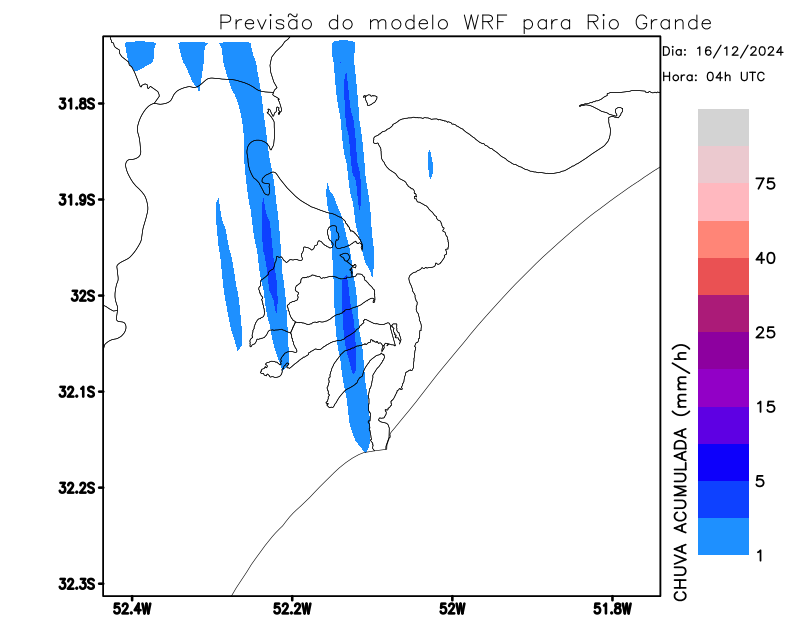 Previsão do modelo WRF para Rio Grande
Dia: 16/12/2024
Hora: 04h UTC
31.8S
31.9S
32S
32.1S
32.2S
32.3S
52.4W
52.2W
52W
51.8W
CHUVA ACUMULADA (mm/h)
75
40
25
15
5
1